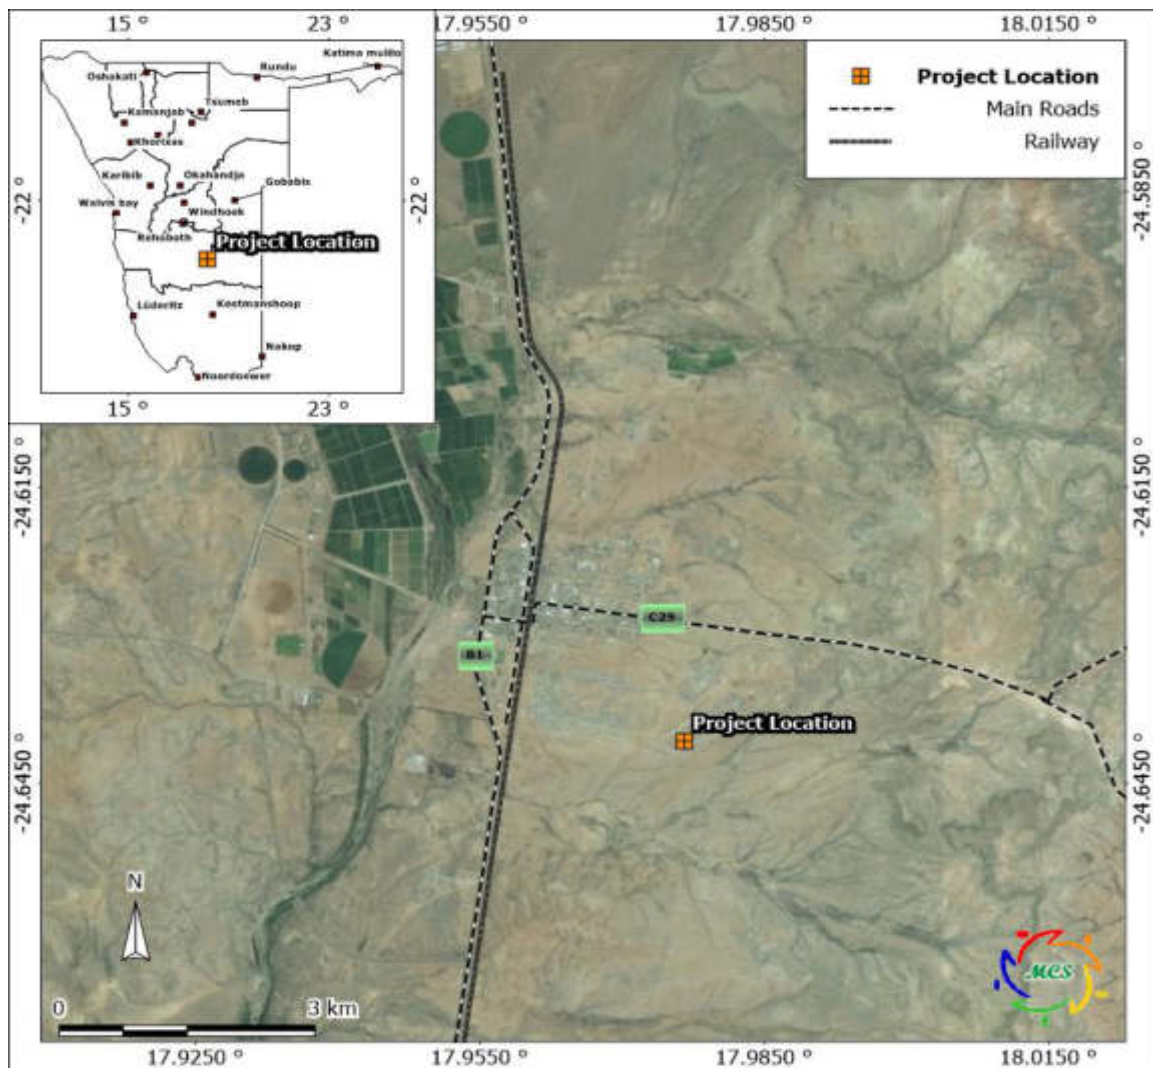 15 °
23 °
17.9550 °
17.9850 °
18.0150 °
Katima mulilo
Rundu
Oshakati
Tsumeb
Kamanjab
Khorixas
Karibib
Okahandja
Gobabis
Walvis bay
Windhoek
Rehoboth
Project Location
Lüderitz
Keetmanshoop
Nakop
Noordoewer
-22 °
-22 °
15 °
23 °
Project Location
Main Roads
Railway
-24.5850 °
-24.6150 °
-24.6150 °
C29
B1
Project Location
-24.6450 °
-24.6450 °
N
MCS
0
3 km
17.9250 °
17.9550 °
17.9850 °
18.0150 °